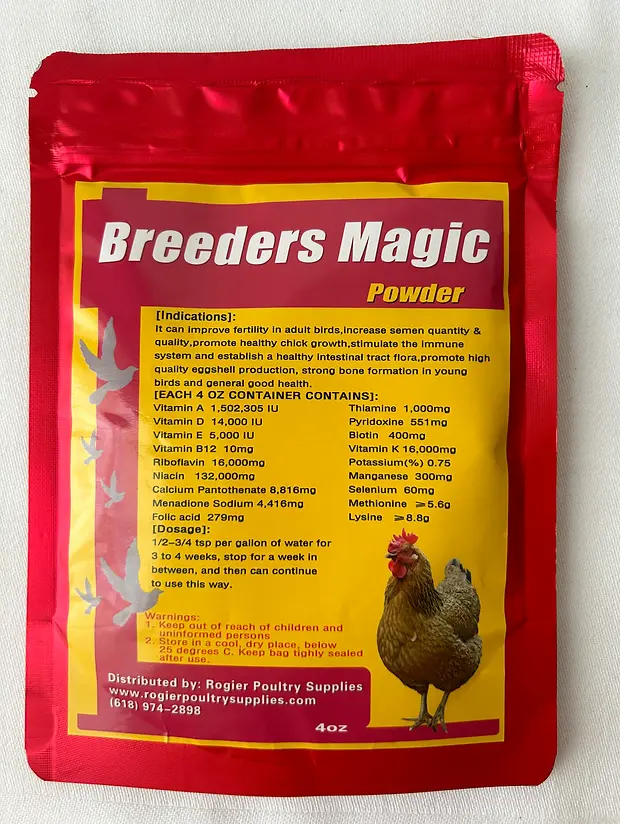 Breeders Magic
Powder
[Indications]:
It can improve fertility in adult birds,increase semen quantity &
quality,promote healthy chick growth,stimulate the immune
system and establish a healthy intestinal tract flora,promote high
quality eggshell production, strong bone formation in young
birds and general good health.
[EACH 4 OZ CONTAINER CONTAINS]:
Vitamin A 1,502,305 IU
Vitamin D 14,000 IU
Vitamin E 5,000 IU
Vitamin B12 10mg
Riboflavin 16,000mg
Niacin 132,000mg
Calcium Pantothenate 8,816mg
Menadione Sodium 4,416mg
Folic acid 279mg
Thiamine 1,000mg
Pyridoxine 551mg
Biotin 400mg
Vitamin K 16,000mg
Potassium(%) 0.75
Manganese 300mg
Selenium 60mg
Methionine ≥5.6g
Lysine ≥8.8g
[Dosage]:
1/2-3/4 tsp per gallon of water for
3 to 4 weeks, stop for a week in
between, and then can continue
to use this way.
Warnings:
1. Keep out of reach of children and
uninformed persons
2. Store in a cool, dry place, below
25 degrees C. Keep bag tighly sealed
after use.
Distributed by: Rogier Poultry Supplies
www.rogierpoultrysupplies.com
(618) 974-2898
4oz